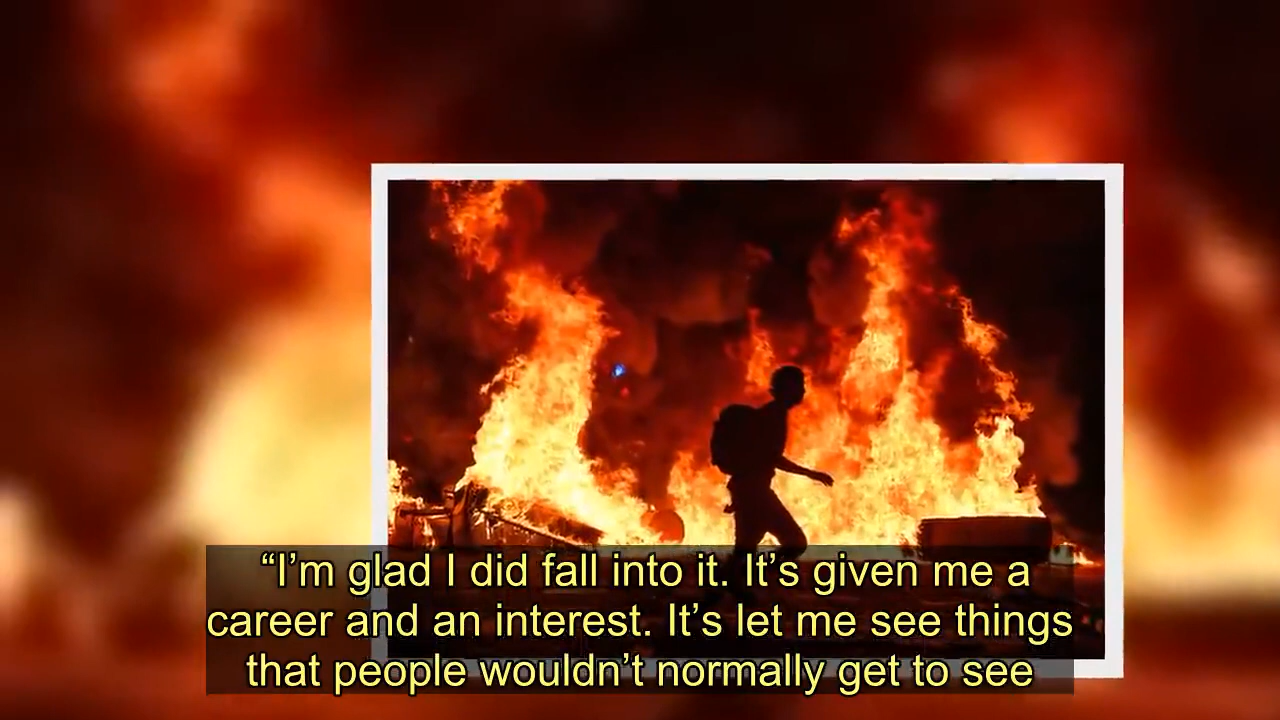 “I’m glad I did fall into it. It’s given me a
career and an interest. It’s let me see things
that people wouldn’t normally get to see